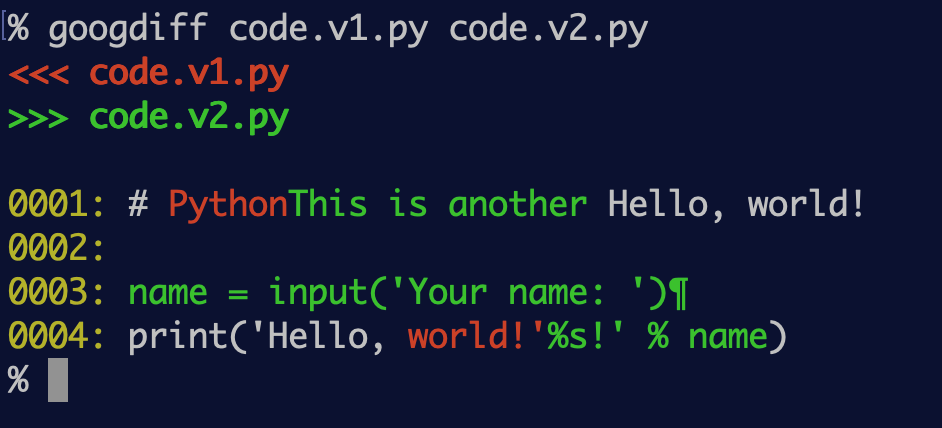 % googdiff code.v1.py code.v2.py
<<< code.v1.py
>>> code.v2.py
0001: # PythonThis is another Hello, world!
0002:
0003: name = input('Your name: ')¶
0004: print('Hello, world!'%s!' % name)
%